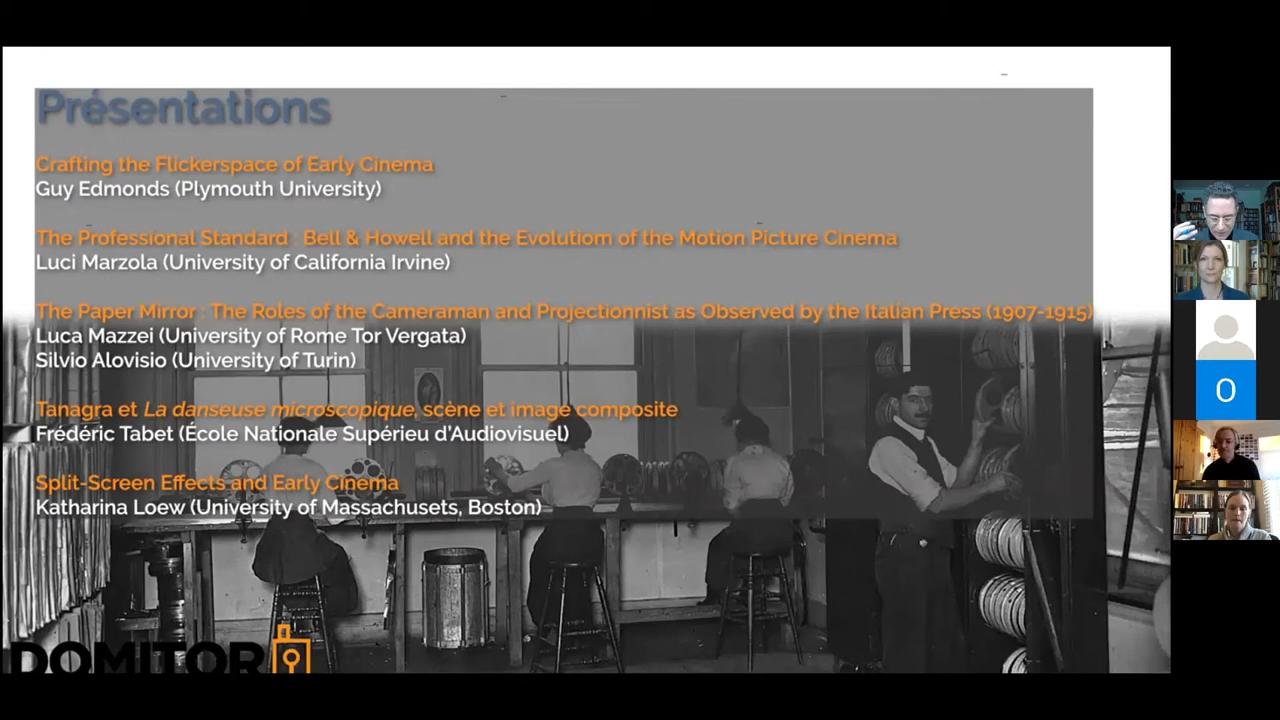 Présentations
Crafting the Flickerspace of Early Cinema
Guy Edmonds (Plymouth University)
The Professional Standard : Bell & Howell and the Evolutiom of the Motion Picture Cinema
Luci Marzola (University of California Irvine)
The Paper Mirror : The Roles of the Cameraman and Projectionnist as Observed by the Italian Press (1907-1915)
Luca Mazzei (University of Rome Tor Vergata)
Silvio Alovisio (University of Turin)
Tanagra et La danseuse microscopique, scène et image composite
Frédéric Tabet (École Nationale Supérieu d'Audiovisuel)
Split-Screen Effects and Early Cinema
Katharina Loew (University of Massachusets, Boston)
DOMITOR
O